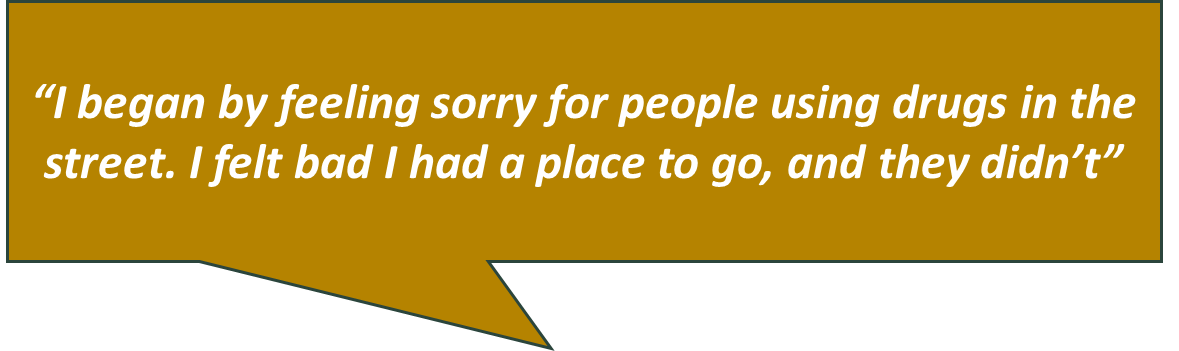 “I began by feeling sorry for people using drugs in the
street. I felt bad I had a place to go, and they didn’t”